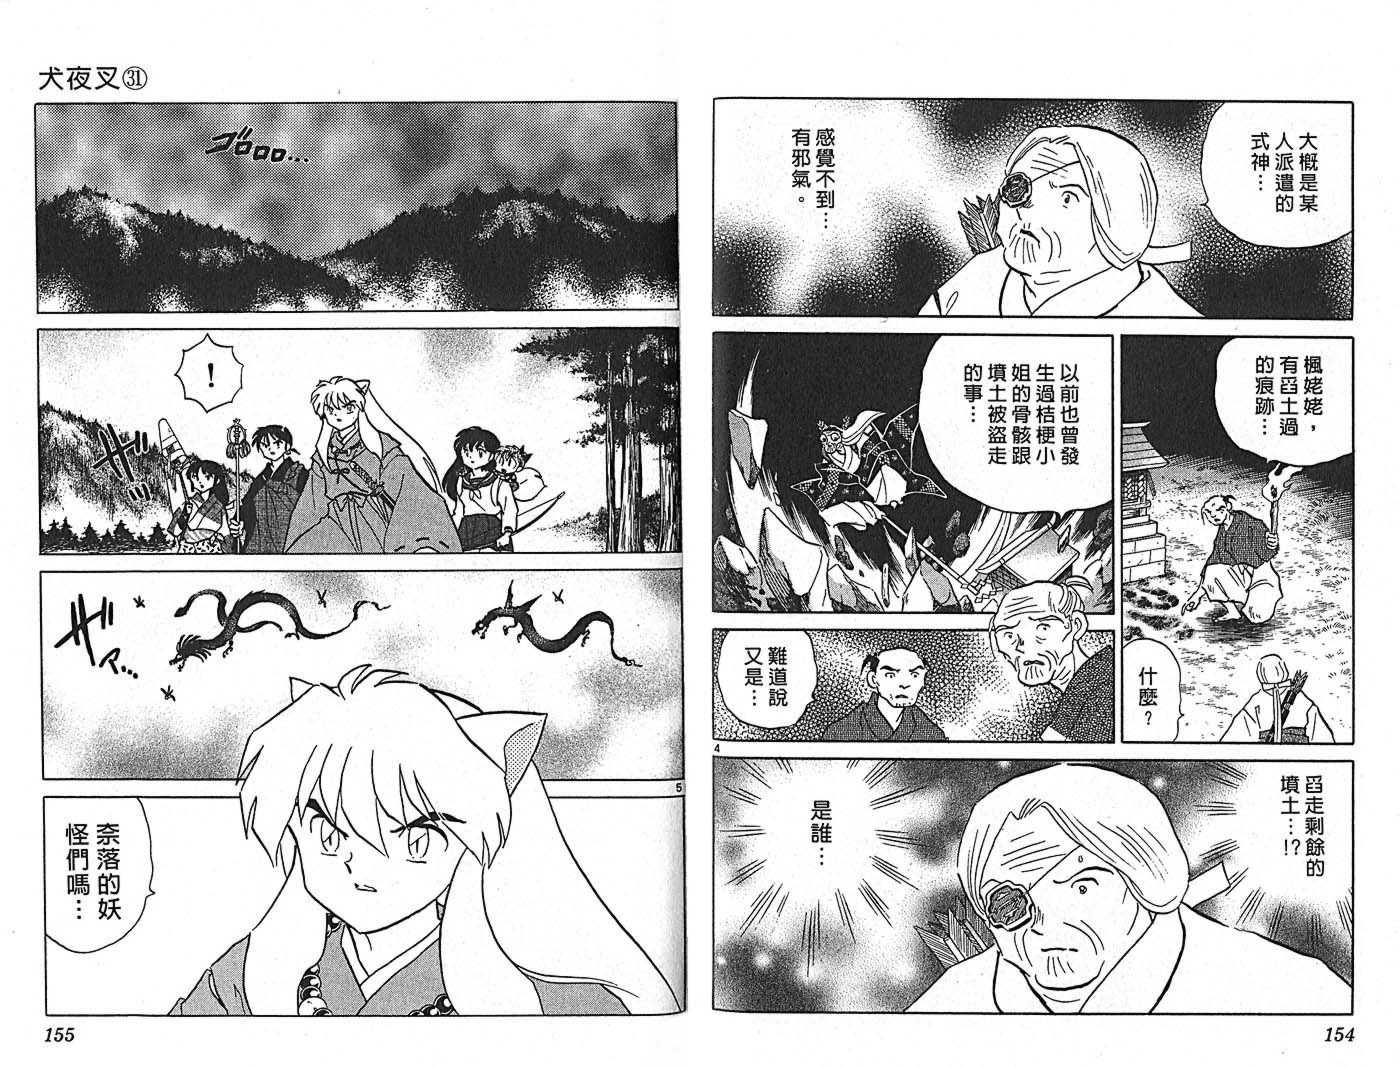 大概是某
人派遣的
式神…
感覺不到…
有邪氣。
楓姥姥，
有舀土過
的痕跡…
什麼？
以前也曾發
生過桔梗小
姐的骨骸跟
墳土被盜走
的事…
難道說
又是…
4
舀走剩餘的
墳土…!?
是誰…
154
犬夜叉㉛
ゴロロロ…
！
ザッ
ザァ…
5
奈落的妖
怪們嗎…
155